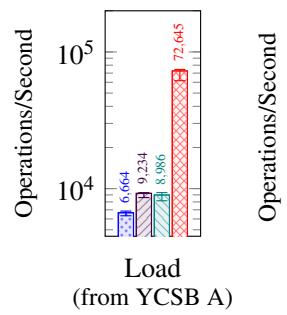 Operations/Second
10^5
10^4
6,664
9,234
8,986
72,645
Load
(from YCSB A)
Operations/Second